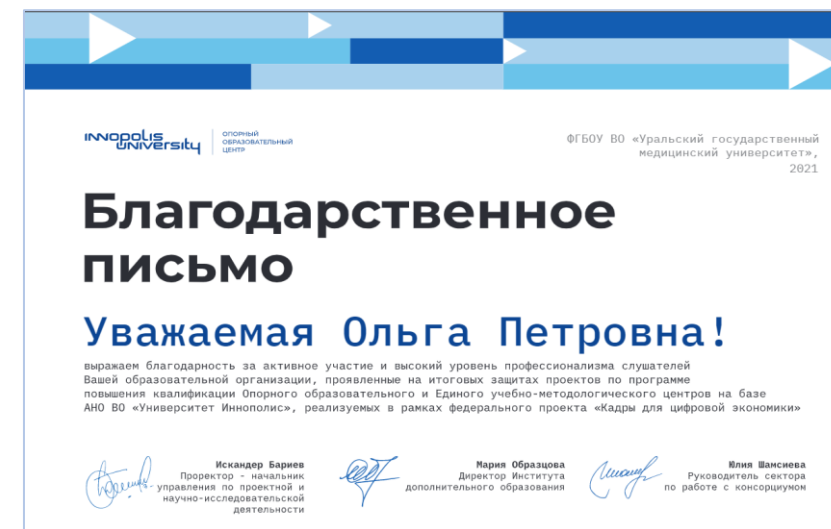 INNOPOLIS
UNIVERSITY
ОПОРНЫЙ
ОБРАЗОВАТЕЛЬНЫЙ
ЦЕНТР
ФГБОУ ВО «Уральский государственный
медицинский университет»,
2021
Благодарственное
письмо
Уважаемая Ольга Петровна!
выражаем благодарность за активное участие и высокий уровень профессионализма слушателей
Вашей образовательной организации, проявленные на итоговых защитах проектов по программе
повышения квалификации Опорного образовательного и Единого учебно-методологического центров на базе
АНО ВО «Университет Иннополис», реализуемых в рамках федерального проекта «Кадры для цифровой экономики»
Искандер Бариев
Проректор - начальник
управления по проектной и
научно-исследовательской
деятельности
Мария Образцова
Директор Института
дополнительного образования
Юлия Шамсиева
Руководитель сектора
по работе с консорциумом